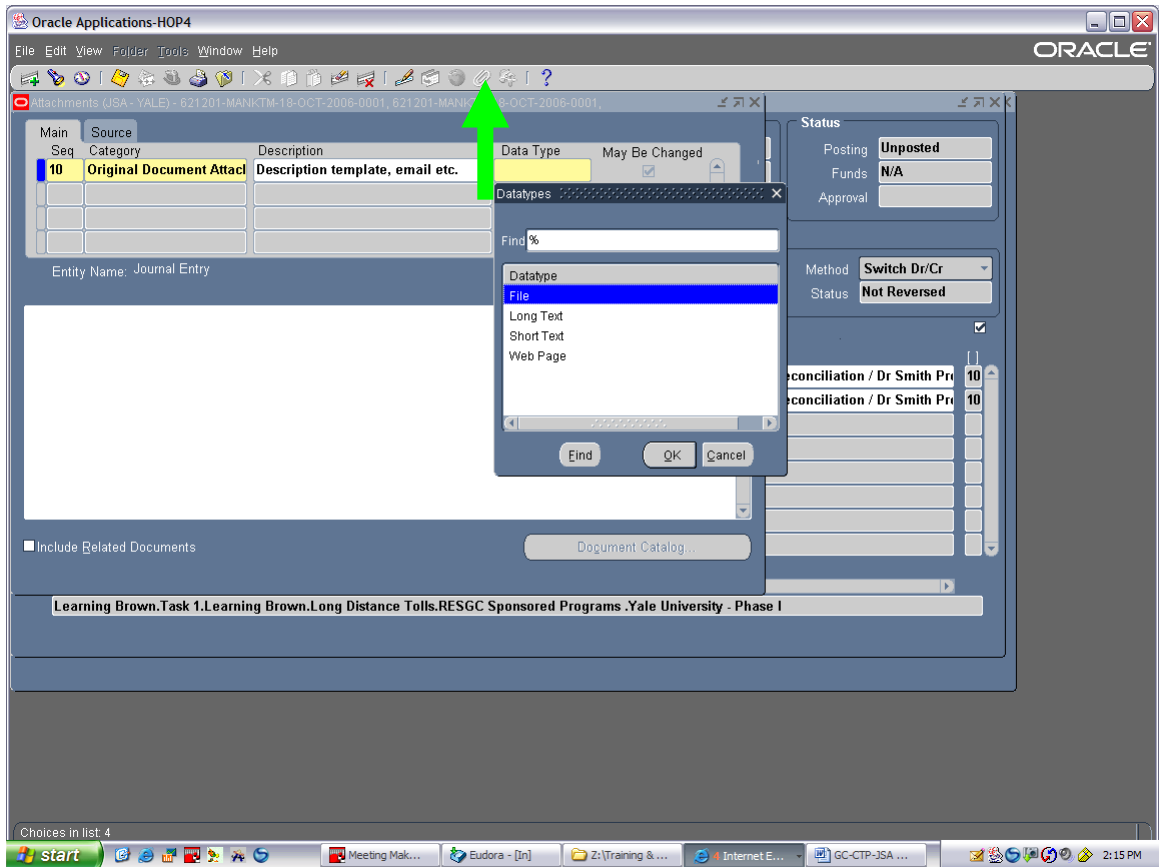 Oracle Applications-HOP4
File Edit View Folder Tools Window Help
ORACLE
?
Attachments (JSA - YALE) - 621201-MANKTM-18-OCT-2006-0001, 621201-MANK 8-OCT-2006-0001,
Main Source
Seq Category Description Data Type May Be Changed
10 Original Document Attacl Description template, email etc.
Entity Name: Journal Entry
Datatypes
Find %
Datatype
File
Long Text
Short Text
Web Page
Find OK Cancel
Include Related Documents Document Catalog...
Status
Posting Unposted
Funds N/A
Approval
Method Switch Dr/Cr
Status Not Reversed
[ ]
econciliation / Dr Smith Pr 10
econciliation / Dr Smith Pr 10
Learning Brown.Task 1.Learning Brown.Long Distance Tolls.RESGC Sponsored Programs .Yale University - Phase I
Choices in list: 4
start Meeting Mak... Eudora - [In] Z:\Training & ... 4 Internet E... GC-CTP-JSA ... 2:15 PM